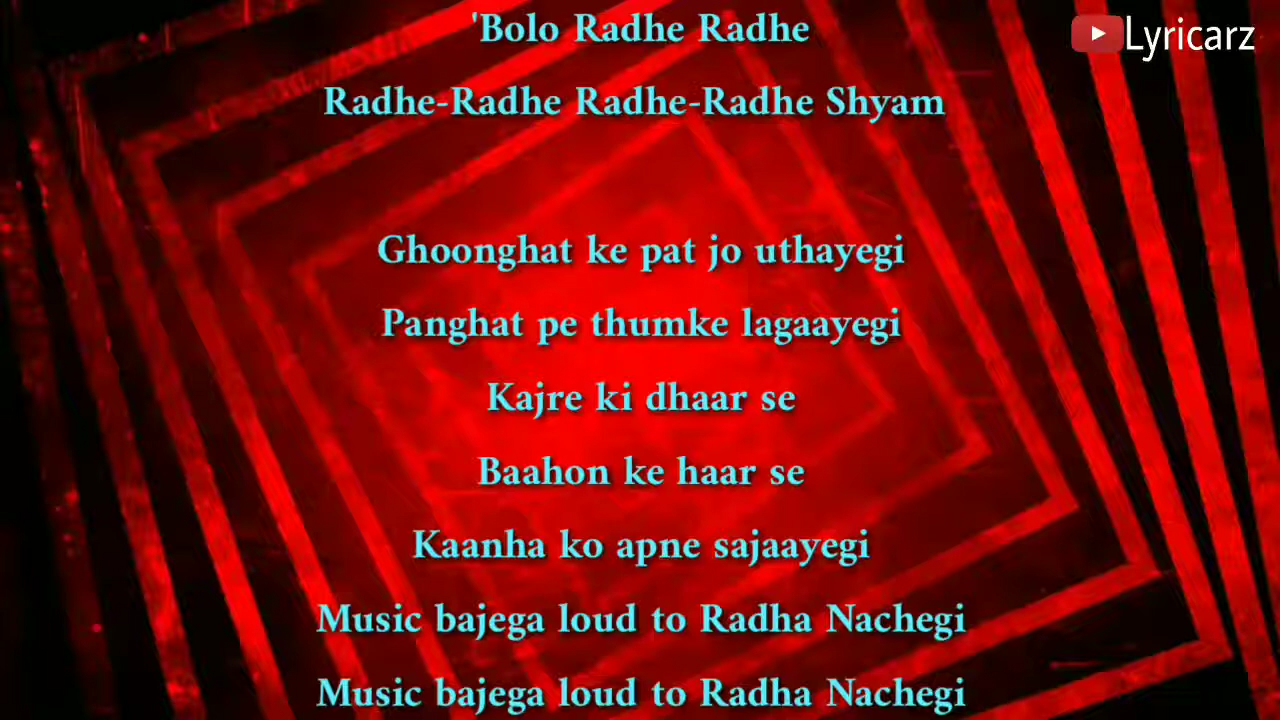 'Bolo Radhe Radhe
Lyricarz
Radhe-Radhe Radhe-Radhe Shyam
Ghoonghat ke pat jo uthayegi
Panghat pe thumke lagaayegi
Kajre ki dhaar se
Baahon ke haar se
Kaanha ko apne sajaayegi
Music bajega loud to Radha Nachegi
Music bajega loud to Radha Nachegi